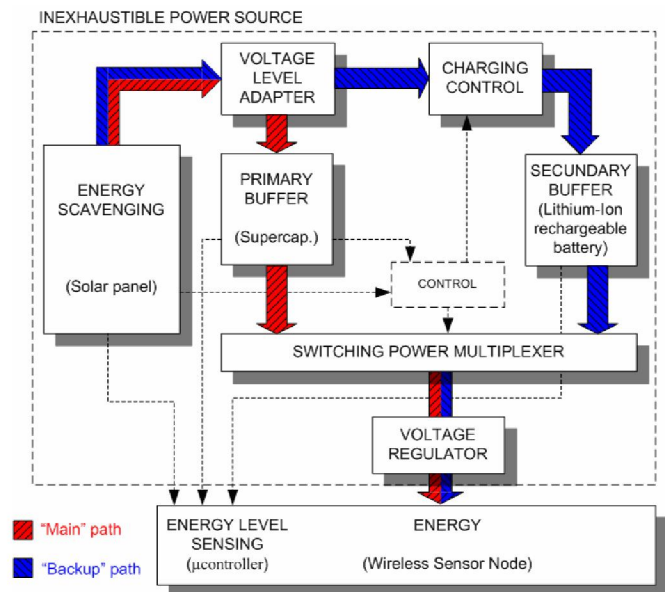 INEXHAUSTIBLE POWER SOURCE
VOLTAGE
LEVEL
ADAPTER
CHARGING
CONTROL
ENERGY
SCAVENGING
(Solar panel)
PRIMARY
BUFFER
(Supercap.)
SECUNDARY
BUFFER
(Lithium-Ion
rechargeable
battery)
CONTROL
SWITCHING POWER MULTIPLEXER
VOLTAGE
REGULATOR
"Main" path
"Backup" path
ENERGY LEVEL
SENSING
(μcontroller)
ENERGY
(Wireless Sensor Node)